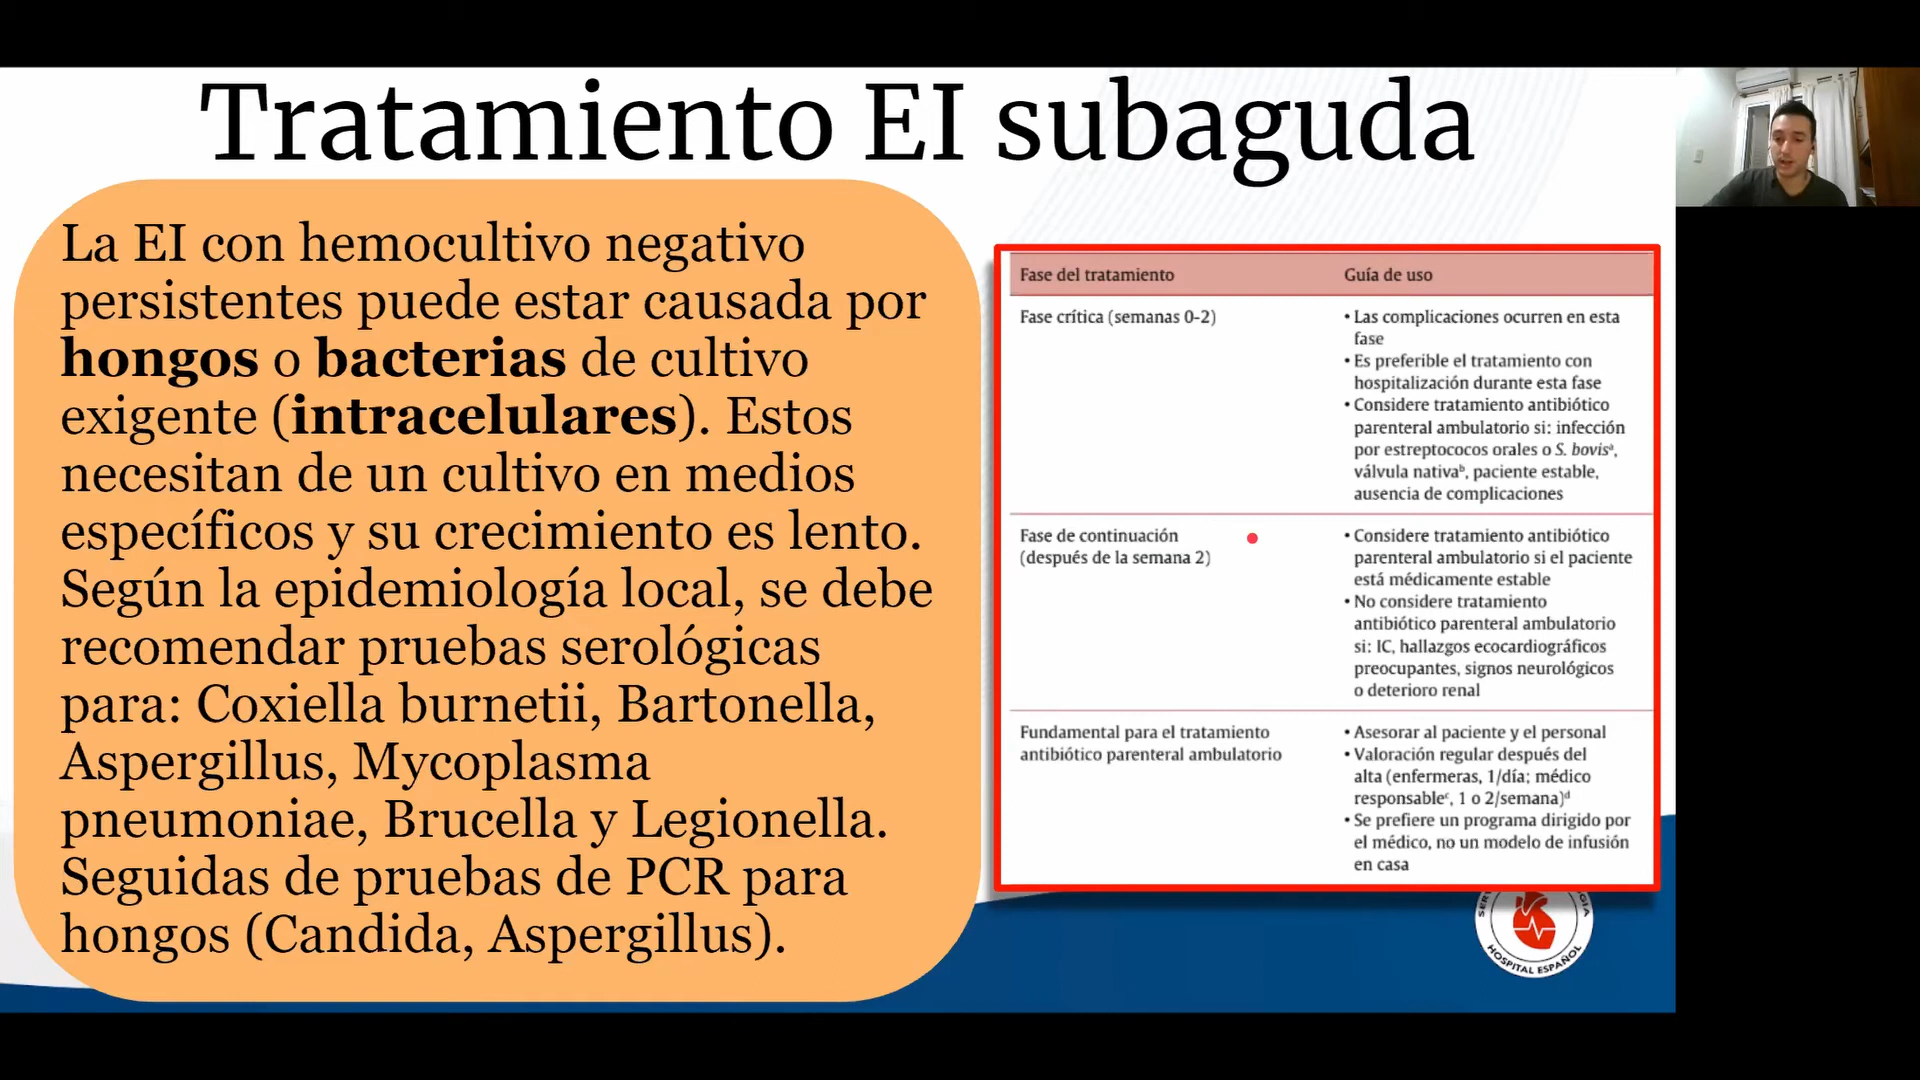 Tratamiento EI subaguda
La EI con hemocultivo negativo
persistentes puede estar causada por
hongos o bacterias de cultivo
exigente (intracelulares). Estos
necesitan de un cultivo en medios
específicos y su crecimiento es lento.
Según la epidemiología local, se debe
recomendar pruebas serológicas
para: Coxiella burnetii, Bartonella,
Aspergillus, Mycoplasma
pneumoniae, Brucella y Legionella.
Seguidas de pruebas de PCR para
hongos (Candida, Aspergillus).
Fase del tratamiento
Guía de uso
Fase crítica (semanas 0-2)
• Las complicaciones ocurren en esta
fase
• Es preferible el tratamiento con
hospitalización durante esta fase
• Considere tratamiento antibiótico
parenteral ambulatorio si: infección
por estreptococos orales o S. bovisª,
válvula nativaᵇ, paciente estable,
ausencia de complicaciones
Fase de continuación
(después de la semana 2)
• Considere tratamiento antibiótico
parenteral ambulatorio si el paciente
está médicamente estable
• No considere tratamiento
antibiótico parenteral ambulatorio
si: IC, hallazgos ecocardiográficos
preocupantes, signos neurológicos
o deterioro renal
Fundamental para el tratamiento
antibiótico parenteral ambulatorio
• Asesorar al paciente y el personal
• Valoración regular después del
alta (enfermeras, 1/día; médico
responsableᶜ, 1 o 2/semana)ᵈ
• Se prefiere un programa dirigido por
el médico, no un modelo de infusión
en casa
HOSPITAL ESPAÑOL